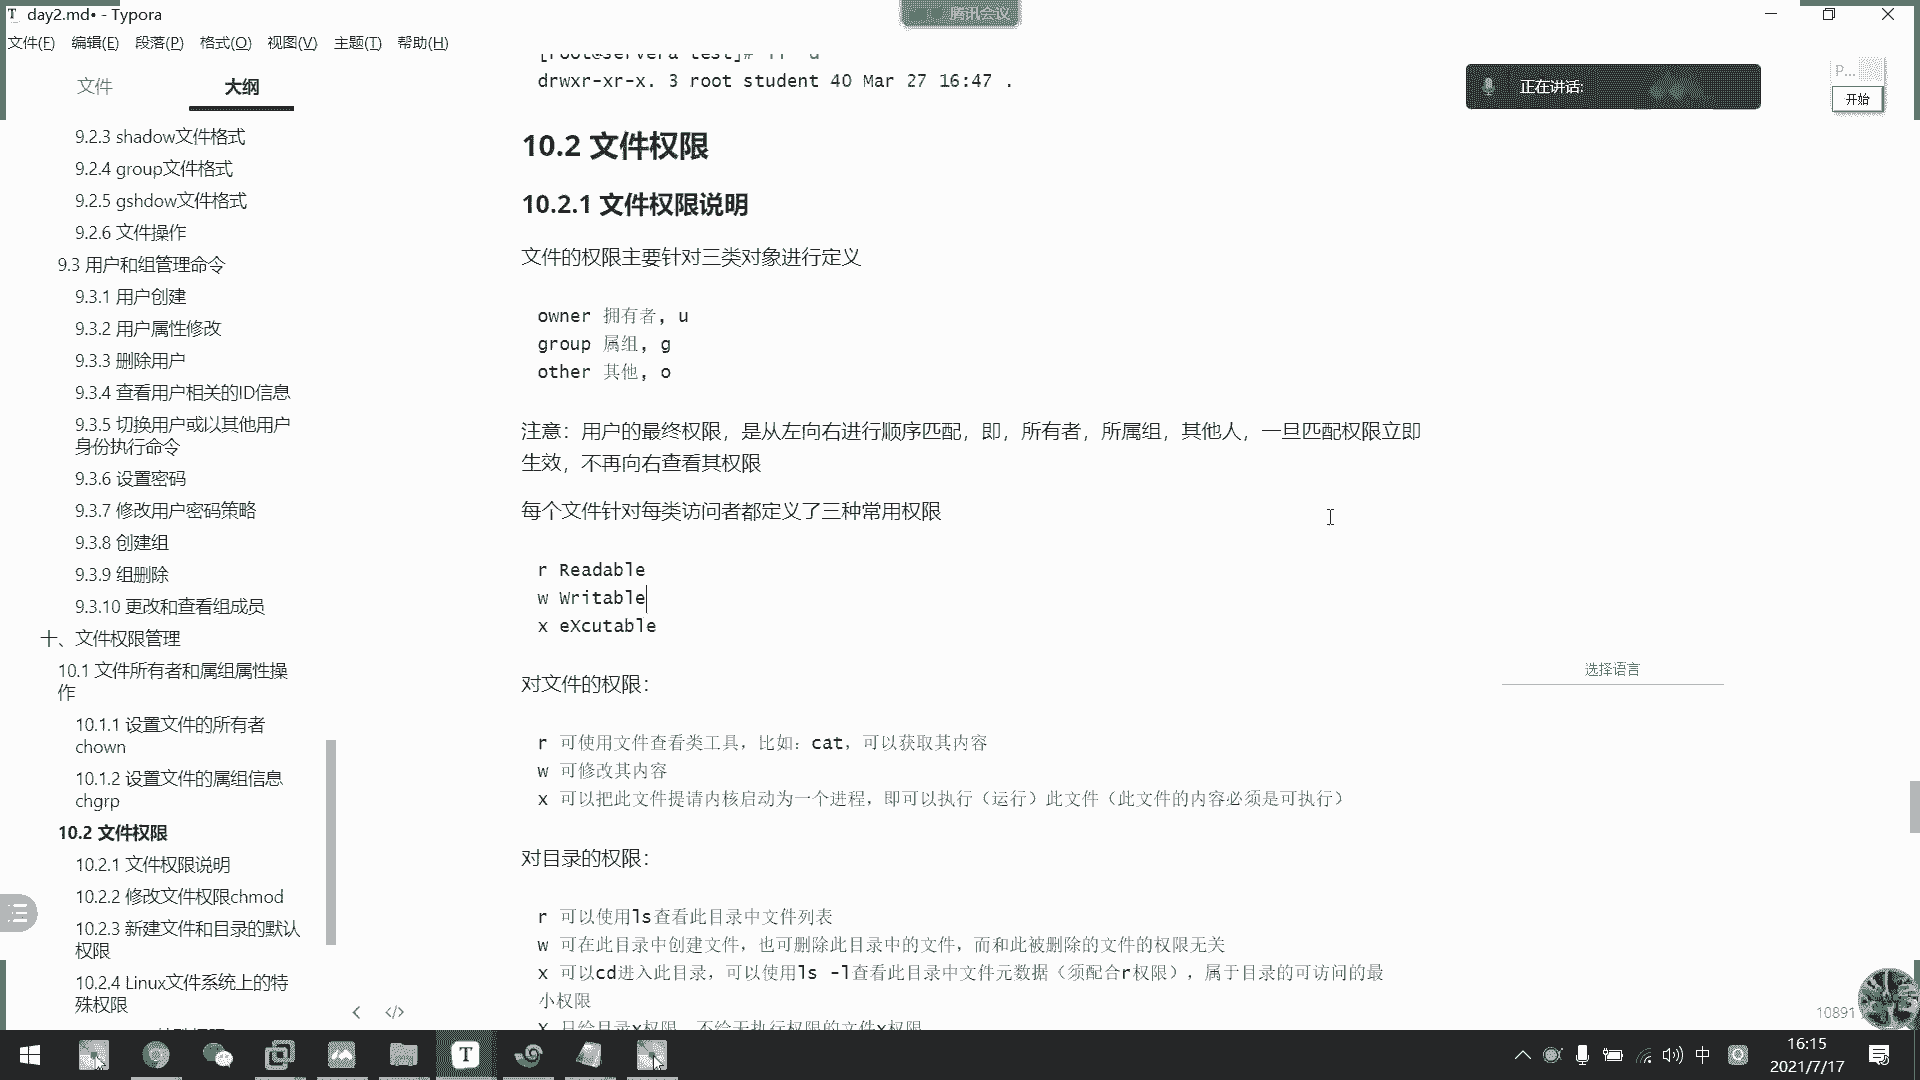 day2.md• - Typora
腾讯会议
文件(F) 编辑(E) 段落(P) 格式(O) 视图(V) 主题(T) 帮助(H)
文件 大纲
9.2.3 shadow文件格式
9.2.4 group文件格式
9.2.5 gshdow文件格式
9.2.6 文件操作
9.3 用户和组管理命令
9.3.1 用户创建
9.3.2 用户属性修改
9.3.3 删除用户
9.3.4 查看用户相关的ID信息
9.3.5 切换用户或以其他用户
身份执行命令
9.3.6 设置密码
9.3.7 修改用户密码策略
9.3.8 创建组
9.3.9 组删除
9.3.10 更改和查看组成员
十、文件权限管理
10.1 文件所有者和属组属性操
作
10.1.1 设置文件的所有者
chown
10.1.2 设置文件的属组信息
chgrp
10.2 文件权限
10.2.1 文件权限说明
10.2.2 修改文件权限chmod
10.2.3 新建文件和目录的默认
权限
10.2.4 Linux文件系统上的特
殊权限
drwxr-xr-x. 3 root student 40 Mar 27 16:47 .
10.2 文件权限
10.2.1 文件权限说明
文件的权限主要针对三类对象进行定义
owner 拥有者, u
group 属组, g
other 其他, o
注意：用户的最终权限，是从左向右进行顺序匹配，即，所有者，所属组，其他人，一旦匹配权限立即
生效，不再向右查看其权限
每个文件针对每类访问者都定义了三种常用权限
r Readable
w Writable
x eXcutable
对文件的权限：
r 可使用文件查看类工具，比如：cat，可以获取其内容
w 可修改其内容
x 可以把此文件提请内核启动为一个进程，即可以执行（运行）此文件（此文件的内容必须是可执行）
对目录的权限：
r 可以使用ls查看此目录中文件列表
w 可在此目录中创建文件，也可删除此目录中的文件，而和此被删除的文件的权限无关
x 可以cd进入此目录，可以使用ls -l查看此目录中文件元数据（须配合r权限），属于目录的可访问的最
小权限
X 只给目录x权限，不给无执行权限的文件x权限
正在讲话:
P...
开始
选择语言
10891
中
16:15
2021/7/17